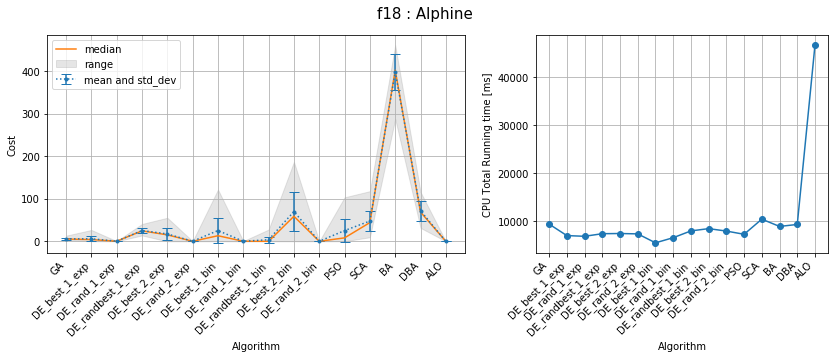 f18 : Alphine
median
range
mean and std_dev
400
300
200
100
0
Cost
GA
DE_best_1_exp
DE_rand_1_exp
DE_randbest_1_exp
DE_best_2_exp
DE_rand_2_exp
DE_best_1_bin
DE_rand_1_bin
DE_randbest_1_bin
DE_best_2_bin
DE_rand_2_bin
PSO
SCA
BA
DBA
ALO
Algorithm
40000
30000
20000
10000
CPU Total Running time [ms]
GA
DE_best_1_exp
DE_rand_1_exp
DE_randbest_1_exp
DE_best_2_exp
DE_rand_2_exp
DE_best_1_bin
DE_rand_1_bin
DE_randbest_1_bin
DE_best_2_bin
DE_rand_2_bin
PSO
SCA
BA
DBA
ALO
Algorithm